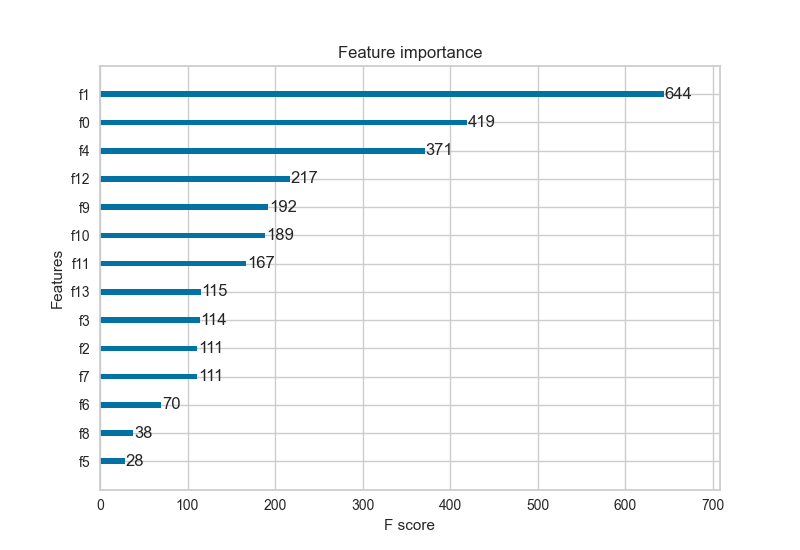 Feature importance
Features
f1 644
f0 419
f4 371
f12 217
f9 192
f10 189
f11 167
f13 115
f3 114
f2 111
f7 111
f6 70
f8 38
f5 28
0 100 200 300 400 500 600 700
F score